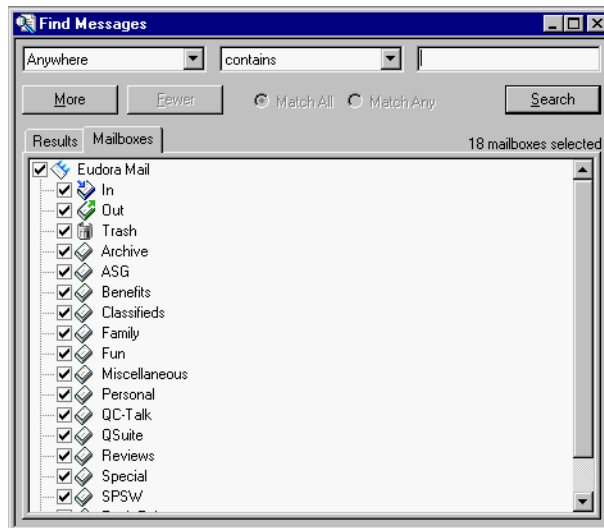 Find Messages
Anywhere contains
More Fewer Match All Match Any Search
Results Mailboxes 18 mailboxes selected
Eudora Mail
In
Out
Trash
Archive
ASG
Benefits
Classifieds
Family
Fun
Miscellaneous
Personal
QC-Talk
QSuite
Reviews
Special
SPSW